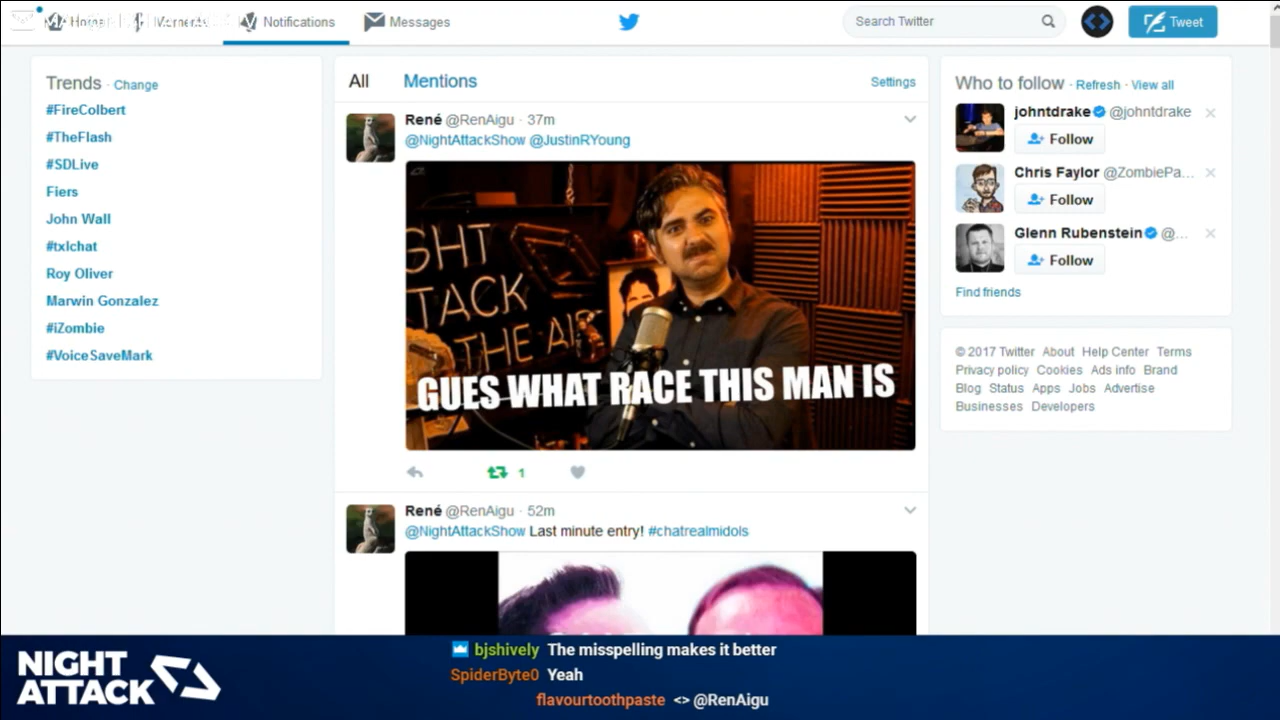 Notifications
Messages
Search Twitter
Tweet
Trends · Change
#FireColbert
#TheFlash
#SDLive
Fiers
John Wall
#txlchat
Roy Oliver
Marwin Gonzalez
#iZombie
#VoiceSaveMark
All Mentions Settings
René @RenAigu · 37m
@NightAttackShow @JustinRYoung
GHT
TACK
THE AIR
GUES WHAT RACE THIS MAN IS
1
René @RenAigu · 52m
@NightAttackShow Last minute entry! #chatrealmidols
Who to follow · Refresh · View all
johntdrake @johntdrake
Follow
Chris Faylor @ZombiePa...
Follow
Glenn Rubenstein @...
Follow
Find friends
© 2017 Twitter About Help Center Terms
Privacy policy Cookies Ads info Brand
Blog Status Apps Jobs Advertise
Businesses Developers
NIGHT
ATTACK
bjshively The misspelling makes it better
SpiderByte0 Yeah
flavourtoothpaste <> @RenAigu